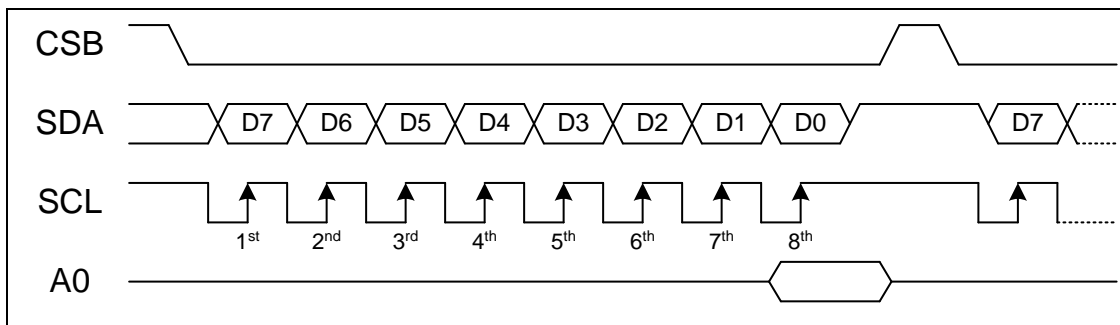 CSB
SDA D7 D6 D5 D4 D3 D2 D1 D0 D7
SCL
1st 2nd 3rd 4th 5th 6th 7th 8th
A0